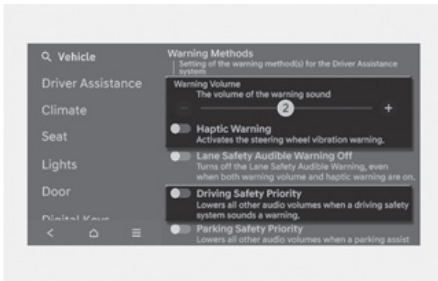 Vehicle
Driver Assistance
Climate
Seat
Lights
Door
Digital Keys
Warning Methods
Setting of the warning method(s) for the Driver Assistance
system
Warning Volume
The volume of the warning sound
− 2 +
Haptic Warning
Activates the steering wheel vibration warning.
Lane Safety Audible Warning Off
Turns off the Lane Safety Audible Warning, even
when both warning volume and haptic warning are on.
Driving Safety Priority
Lowers all other audio volumes when a driving safety
system sounds a warning.
Parking Safety Priority
Lowers all other audio volumes when a parking assist